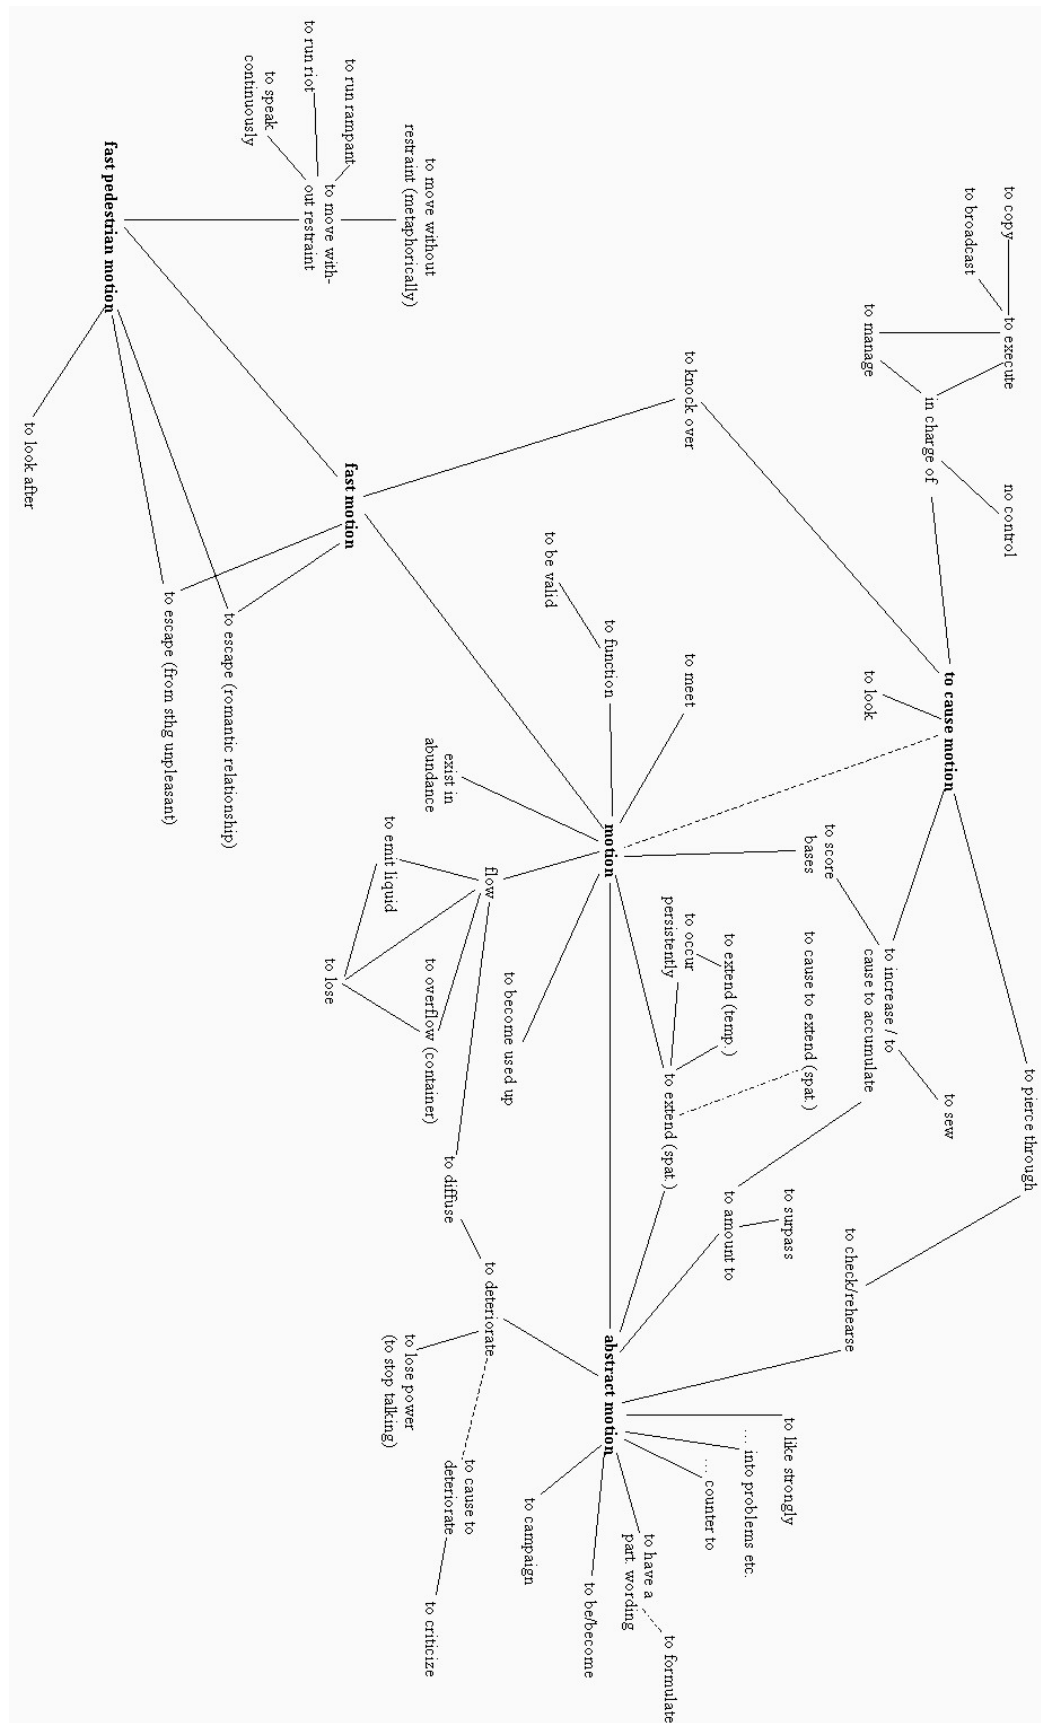 to pierce through
to copy
to execute
no control
to broadcast
to cause motion
to sew
in charge of
to increase / to
cause to accumulate
to manage
to look
to check/rehearse
to score
bases
to cause to extend (spat.)
to surpass
to like strongly
... into problems etc.
to extend (temp.)
to amount to
... counter to
to knock over
to meet
to occur
persistently
to extend (spat.)
to formulate
to have a
part. wording
to function
motion
abstract motion
to be/become
to be valid
to campaign
to become used up
flow
to deteriorate
to cause to
deteriorate
exist in
abundance
to diffuse
to move without
restraint (metaphorically)
to overflow (container)
to criticize
to lose power
(to stop talking)
to emit liquid
to run rampant
fast motion
to move with-
out restraint
to lose
to run riot
to speak
continuously
to escape (romantic relationship)
to escape (from sthg unpleasant)
fast pedestrian motion
to look after